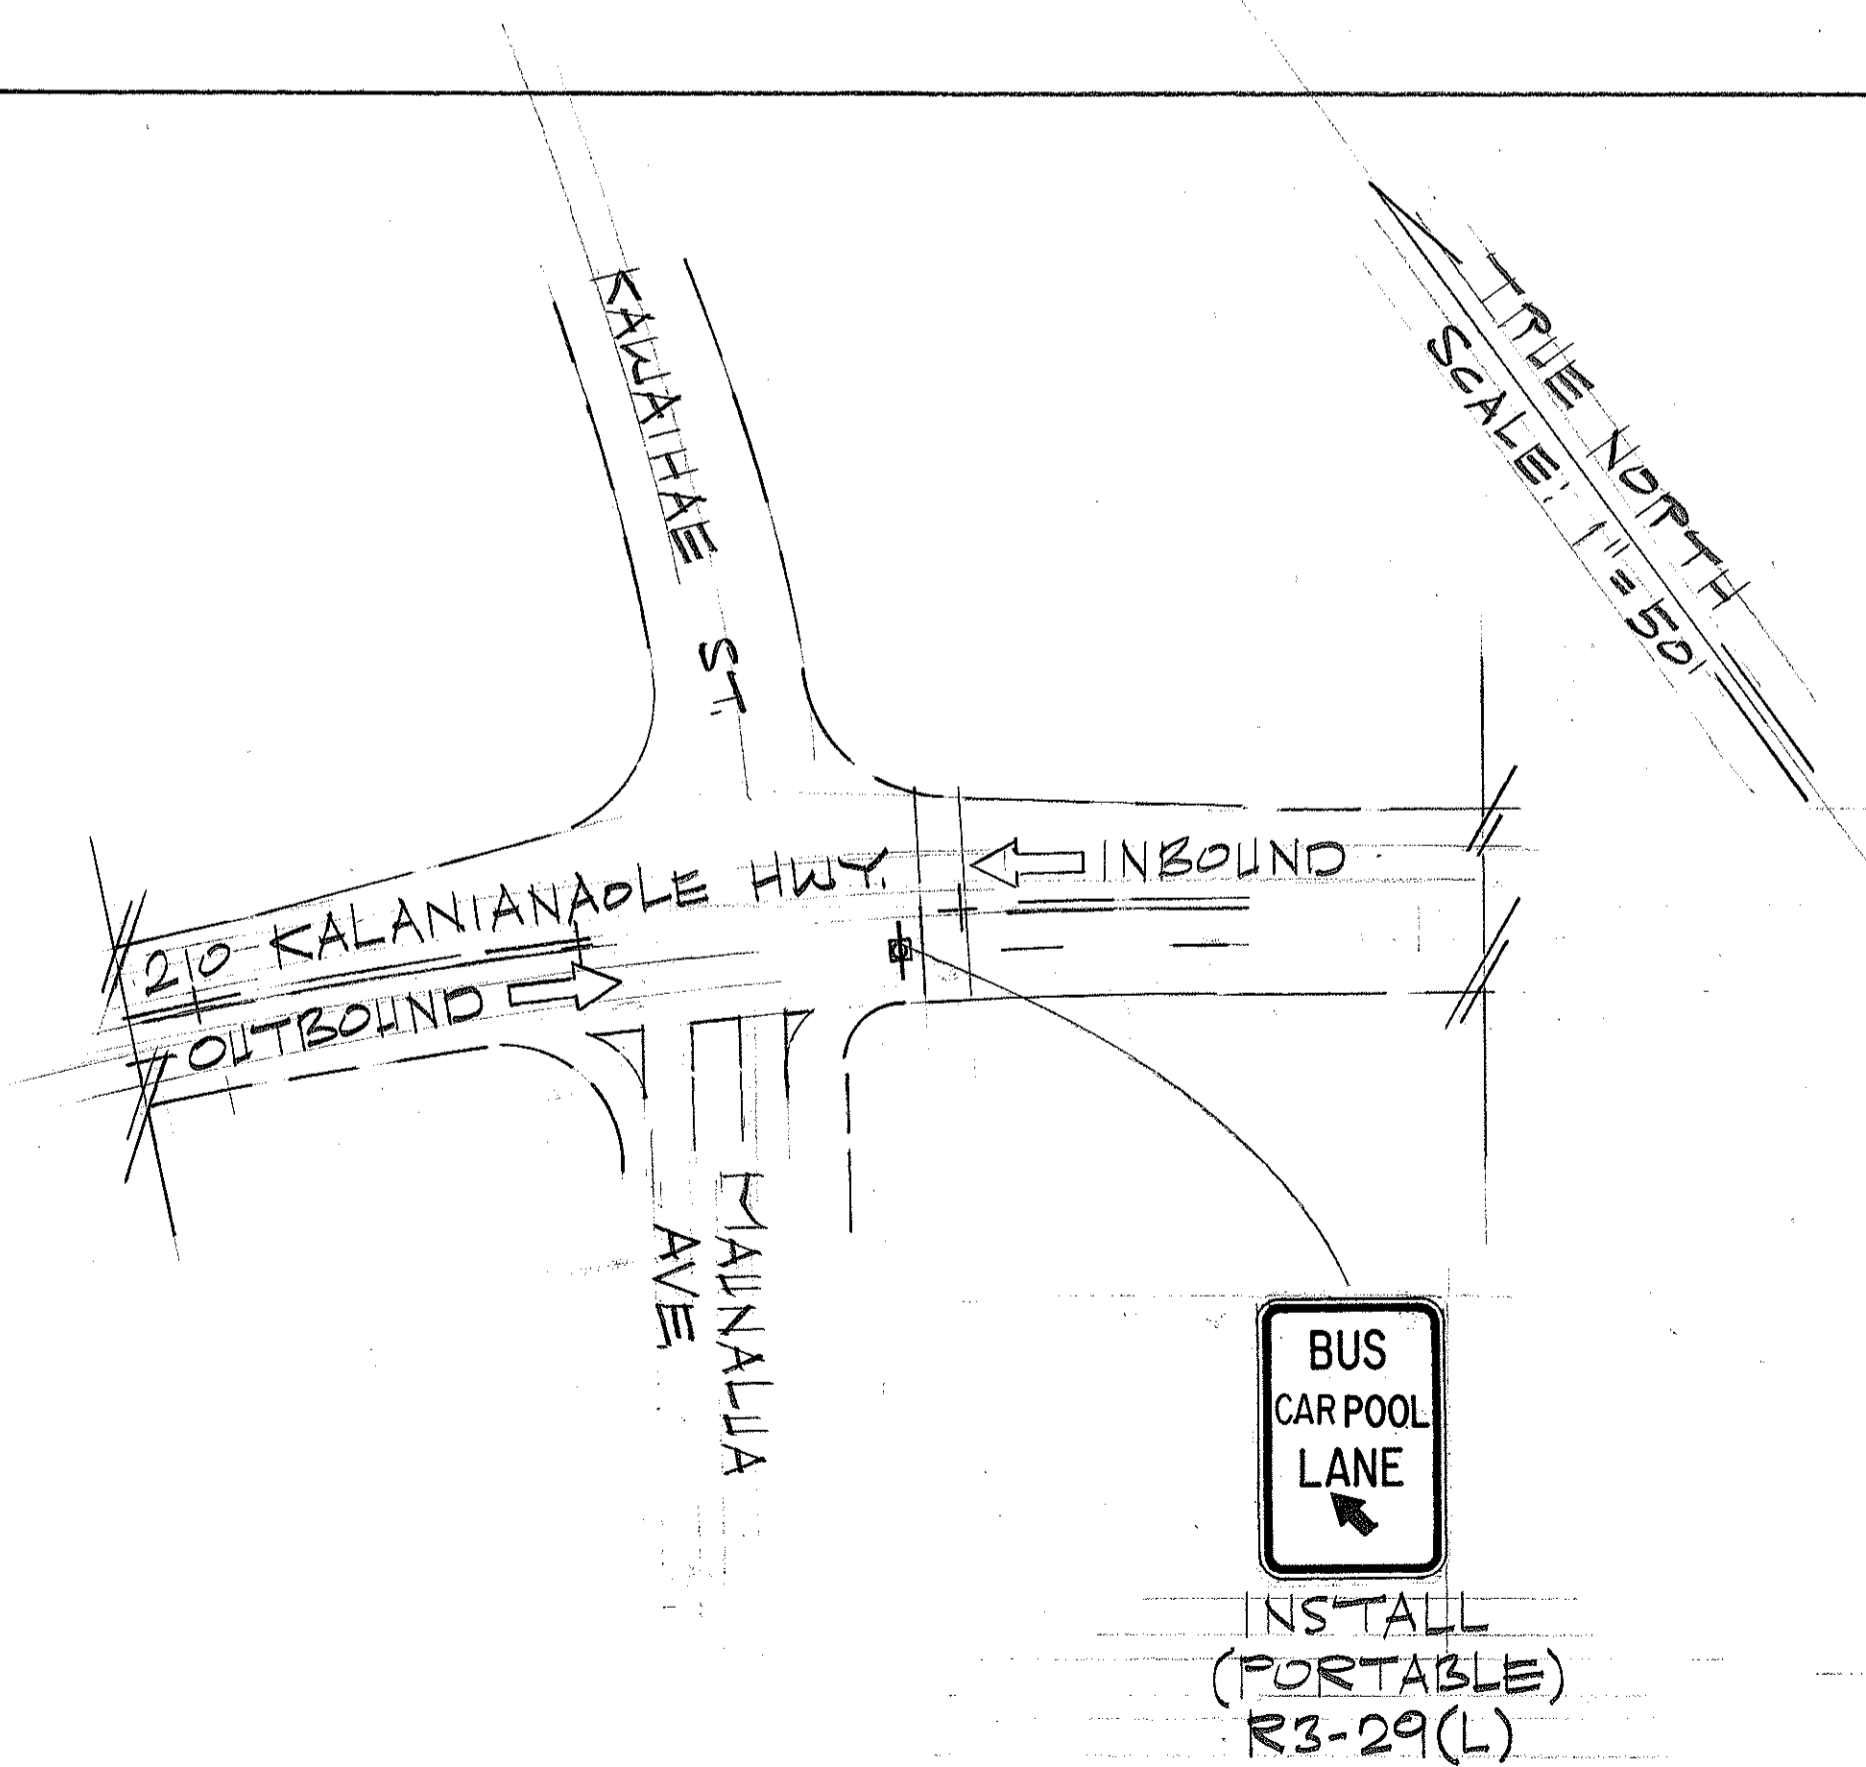 KAWAIHAE ST.
TRUE NORTH
SCALE: 1"=50'
210 KALANIANAOLE HWY.
INBOUND
OUTBOUND
MAUNALUA
AVE.
BUS
CAR POOL
LANE
INSTALL
(PORTABLE)
R3-29(L)